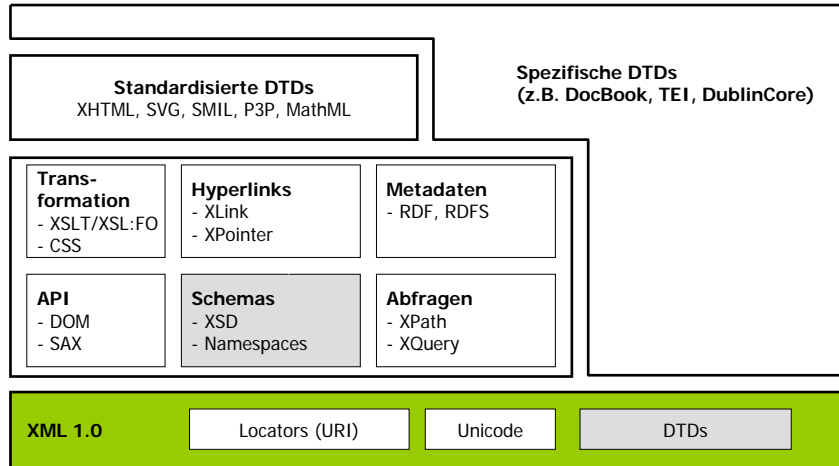 Standardisierte DTDs
XHTML, SVG, SMIL, P3P, MathML
Spezifische DTDs
(z.B. DocBook, TEI, DublinCore)
Trans-
formation
- XSLT/XSL:FO
- CSS
Hyperlinks
- XLink
- XPointer
Metadaten
- RDF, RDFS
API
- DOM
- SAX
Schemas
- XSD
- Namespaces
Abfragen
- XPath
- XQuery
XML 1.0
Locators (URI)
Unicode
DTDs